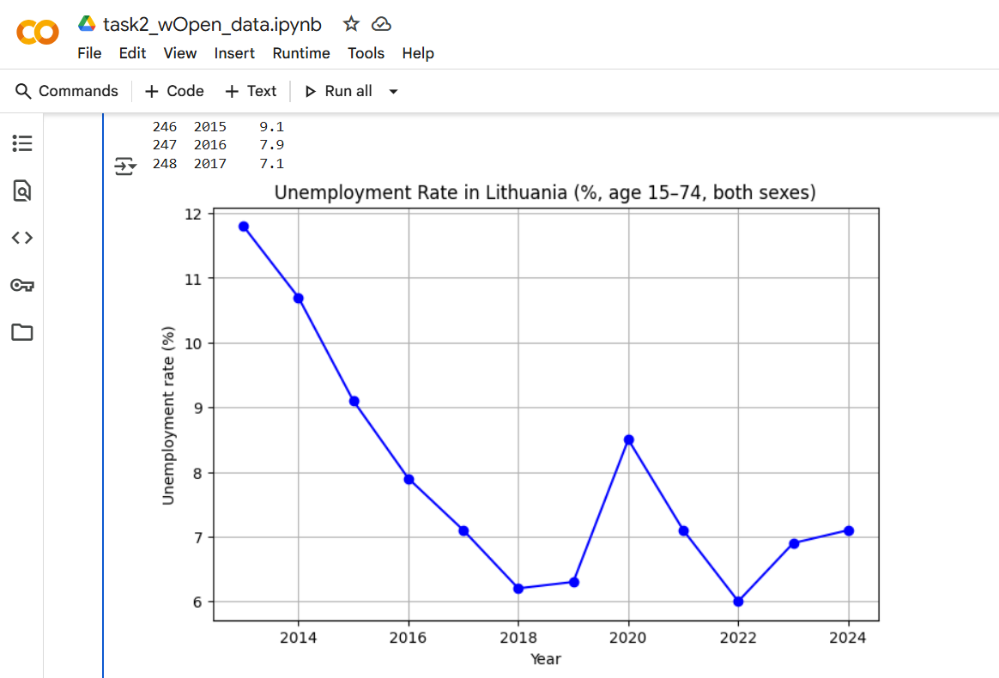 task2_wOpen_data.ipynb
File Edit View Insert Runtime Tools Help
Commands + Code + Text Run all
246 2015 9.1
247 2016 7.9
248 2017 7.1
Unemployment Rate in Lithuania (%, age 15–74, both sexes)
12
11
10
9
8
7
6
Unemployment rate (%)
2014 2016 2018 2020 2022 2024
Year